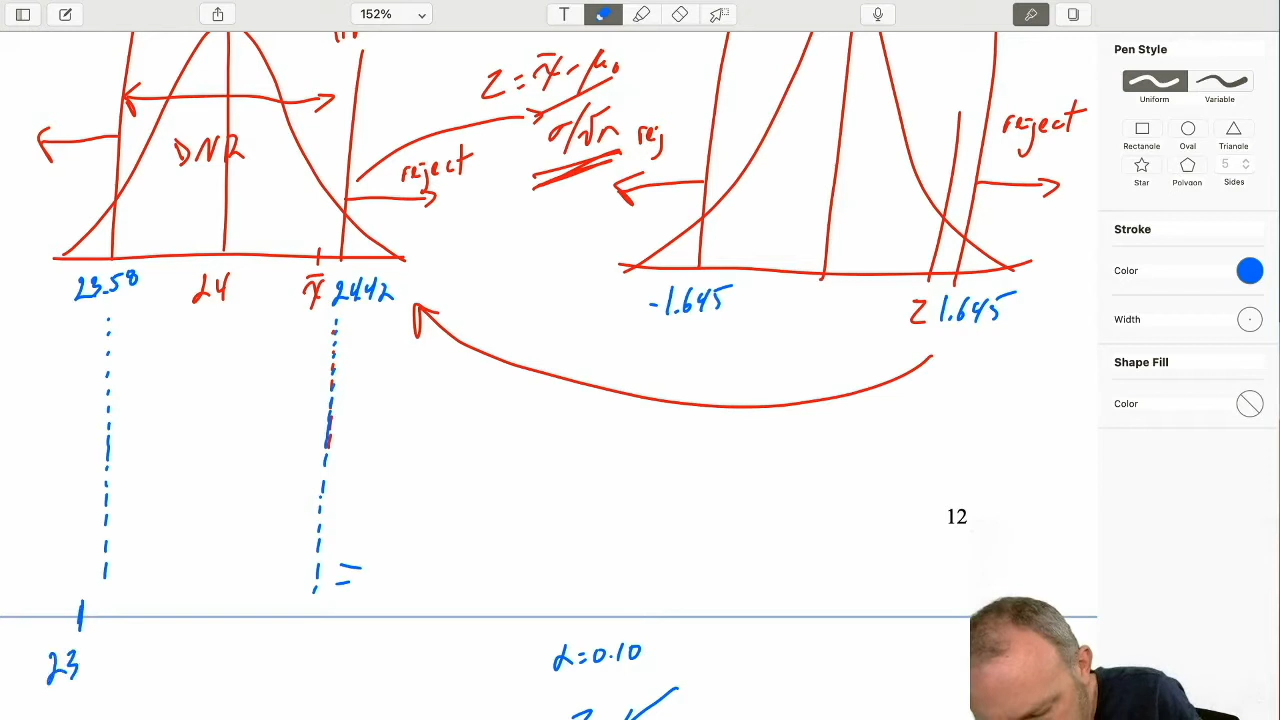 152%
T
Pen Style
Uniform
Variable
Rectangle
Oval
Triangle
Star
Polygon
5
Sides
Stroke
Color
Width
Shape Fill
Color
Z = x̄ - μ₀
σ/√n
DNR
reject
rej
reject
23.58
24
x̄
24.42
-1.645
Z
1.645
12
=
23
α = 0.10